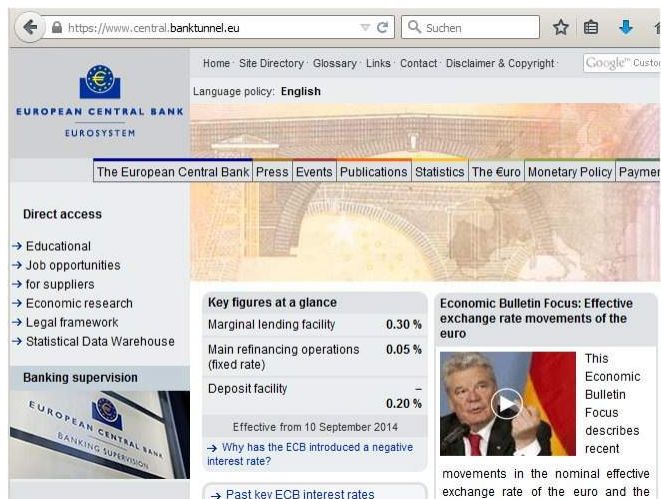 https://www.central.banktunnel.eu
Suchen
Home · Site Directory · Glossary · Links · Contact · Disclaimer & Copyright ·
Google™ Custo
Language policy: English
EUROPEAN CENTRAL BANK
EUROSYSTEM
The European Central Bank Press Events Publications Statistics The €uro Monetary Policy Paymen
Direct access
→ Educational
→ Job opportunities
→ for suppliers
→ Economic research
→ Legal framework
→ Statistical Data Warehouse
Banking supervision
EUROPEAN CENTRAL BANK
BANKING SUPERVISION
Key figures at a glance
Marginal lending facility 0.30 %
Main refinancing operations 0.05 %
(fixed rate)
Deposit facility –
0.20 %
Effective from 10 September 2014
→ Why has the ECB introduced a negative
interest rate?
→ Past key ECB interest rates
Economic Bulletin Focus: Effective
exchange rate movements of the
euro
This
Economic
Bulletin
Focus
describes
recent
movements in the nominal effective
exchange rate of the euro and the